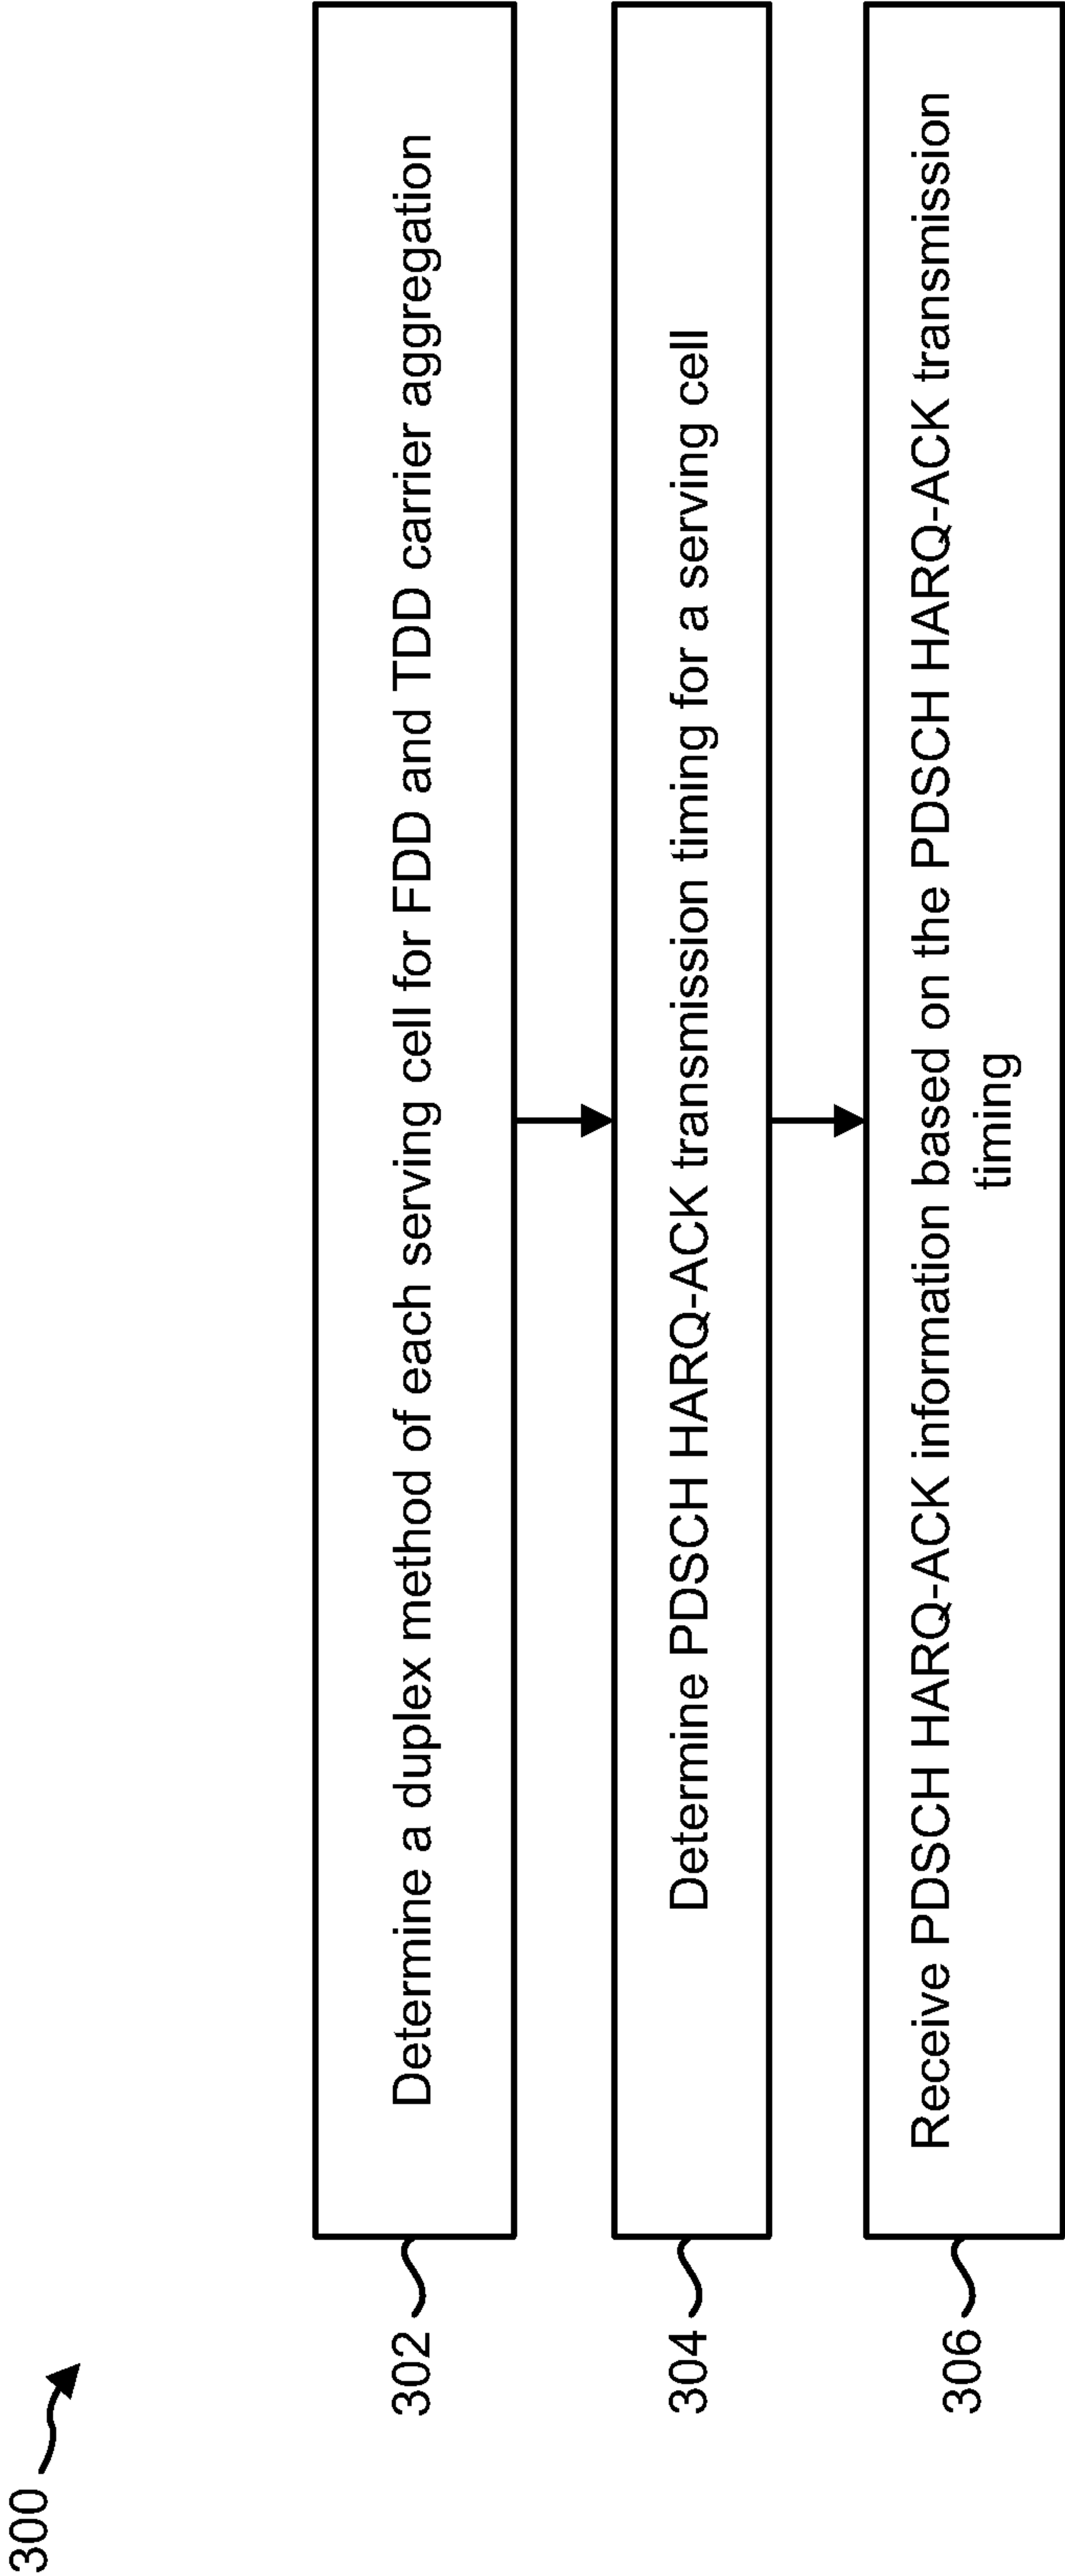 300
302
Determine a duplex method of each serving cell for FDD and TDD carrier aggregation
304
Determine PDSCH HARQ-ACK transmission timing for a serving cell
306
Receive PDSCH HARQ-ACK information based on the PDSCH HARQ-ACK transmission
timing